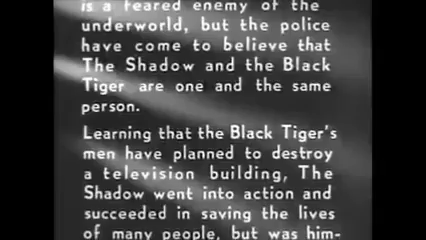 is a feared enemy of the
underworld, but the police
have come to believe that
The Shadow and the Black
Tiger are one and the same
person.
Learning that the Black Tiger's
men have planned to destroy
a television building, The
Shadow went into action and
succeeded in saving the lives
of many people, but was him-